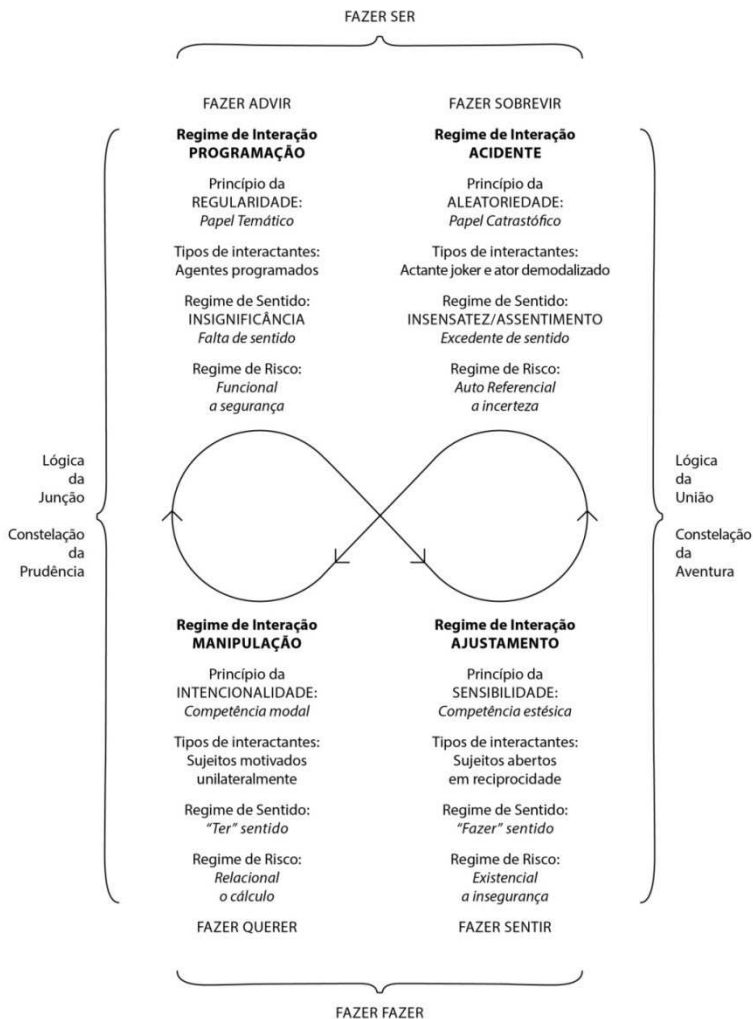 FAZER SER
FAZER ADVIR
Regime de Interação
PROGRAMAÇÃO
Princípio da
REGULARIDADE:
Papel Temático
Tipos de interactantes:
Agentes programados
Regime de Sentido:
INSIGNIFICÂNCIA
Falta de sentido
Regime de Risco:
Funcional
a segurança
FAZER SOBREVIR
Regime de Interação
ACIDENTE
Princípio da
ALEATORIEDADE:
Papel Catrastófico
Tipos de interactantes:
Actante joker e ator demodalizado
Regime de Sentido:
INSENSATEZ/ASSENTIMENTO
Excedente de sentido
Regime de Risco:
Auto Referencial
a incerteza
Lógica
da
Junção
Constelação
da
Prudência
Lógica
da
União
Constelação
da
Aventura
Regime de Interação
MANIPULAÇÃO
Princípio da
INTENCIONALIDADE:
Competência modal
Tipos de interactantes:
Sujeitos motivados
unilateralmente
Regime de Sentido:
“Ter” sentido
Regime de Risco:
Relacional
o cálculo
FAZER QUERER
Regime de Interação
AJUSTAMENTO
Princípio da
SENSIBILIDADE:
Competência estésica
Tipos de interactantes:
Sujeitos abertos
em reciprocidade
Regime de Sentido:
“Fazer” sentido
Regime de Risco:
Existencial
a insegurança
FAZER SENTIR
FAZER FAZER